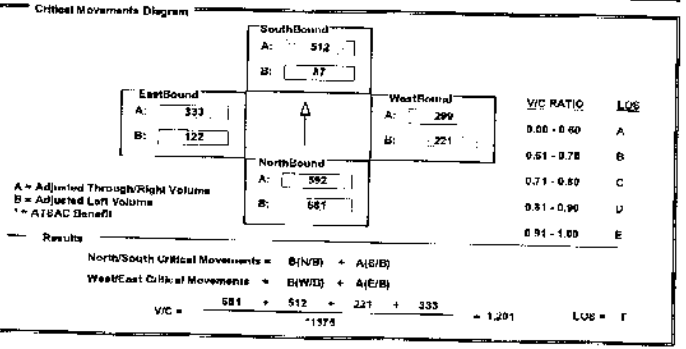 Critical Movements Diagram
SouthBound
A: 512
B: 87
EastBound
A: 333
B: 122
WestBound
A: 299
B: 221
NorthBound
A: 592
B: 681
V/C RATIO LOS
0.00 - 0.60 A
0.61 - 0.70 B
0.71 - 0.80 C
0.81 - 0.90 D
0.91 - 1.00 E
A = Adjusted Through/Right Volume
B = Adjusted Left Volume
* = ATSAC Benefit
Results
North/South Critical Movements = B(N/B) + A(S/B)
West/East Critical Movements = B(W/B) + A(E/B)
V/C = 681 + 512 + 221 + 333 = 1.201 LOS = F
*1375